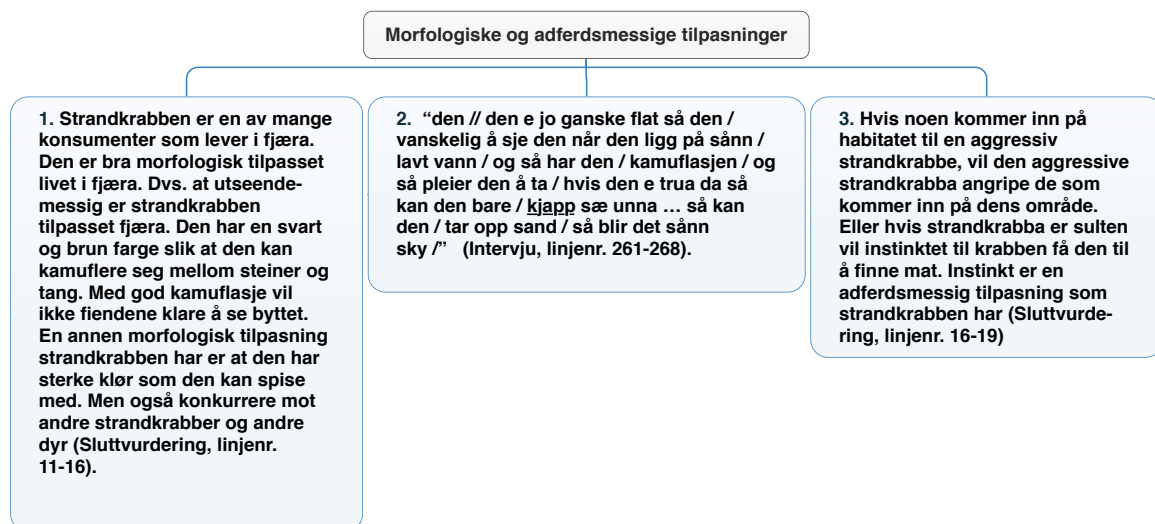 Morfologiske og adferdsmessige tilpasninger
1. Strandkrabben er en av mange
konsumenter som lever i fjæra.
Den er bra morfologisk tilpasset
livet i fjæra. Dvs. at utseende-
messig er strandkrabben
tilpasset fjæra. Den har en svart
og brun farge slik at den kan
kamuflere seg mellom steiner og
tang. Med god kamuflasje vil
ikke fiendene klare å se byttet.
En annen morfologisk tilpasning
strandkrabben har er at den har
sterke klør som den kan spise
med. Men også konkurrere mot
andre strandkrabber og andre
dyr (Sluttvurdering, linjenr.
11-16).
2. “den // den e jo ganske flat så den /
vanskelig å sje den når den ligg på sånn /
lavt vann / og så har den / kamuflasjen / og
så pleier den å ta / hvis den e trua da så
kan den bare / kjapp sæ unna … så kan
den / tar opp sand / så blir det sånn
sky /” (Intervju, linjenr. 261-268).
3. Hvis noen kommer inn på
habitatet til en aggressiv
strandkrabbe, vil den aggressive
strandkrabba angripe de som
kommer inn på dens område.
Eller hvis strandkrabba er sulten
vil instinktet til krabben få den til
å finne mat. Instinkt er en
adferdsmessig tilpasning som
strandkrabben har (Sluttvurde-
ring, linjenr. 16-19)